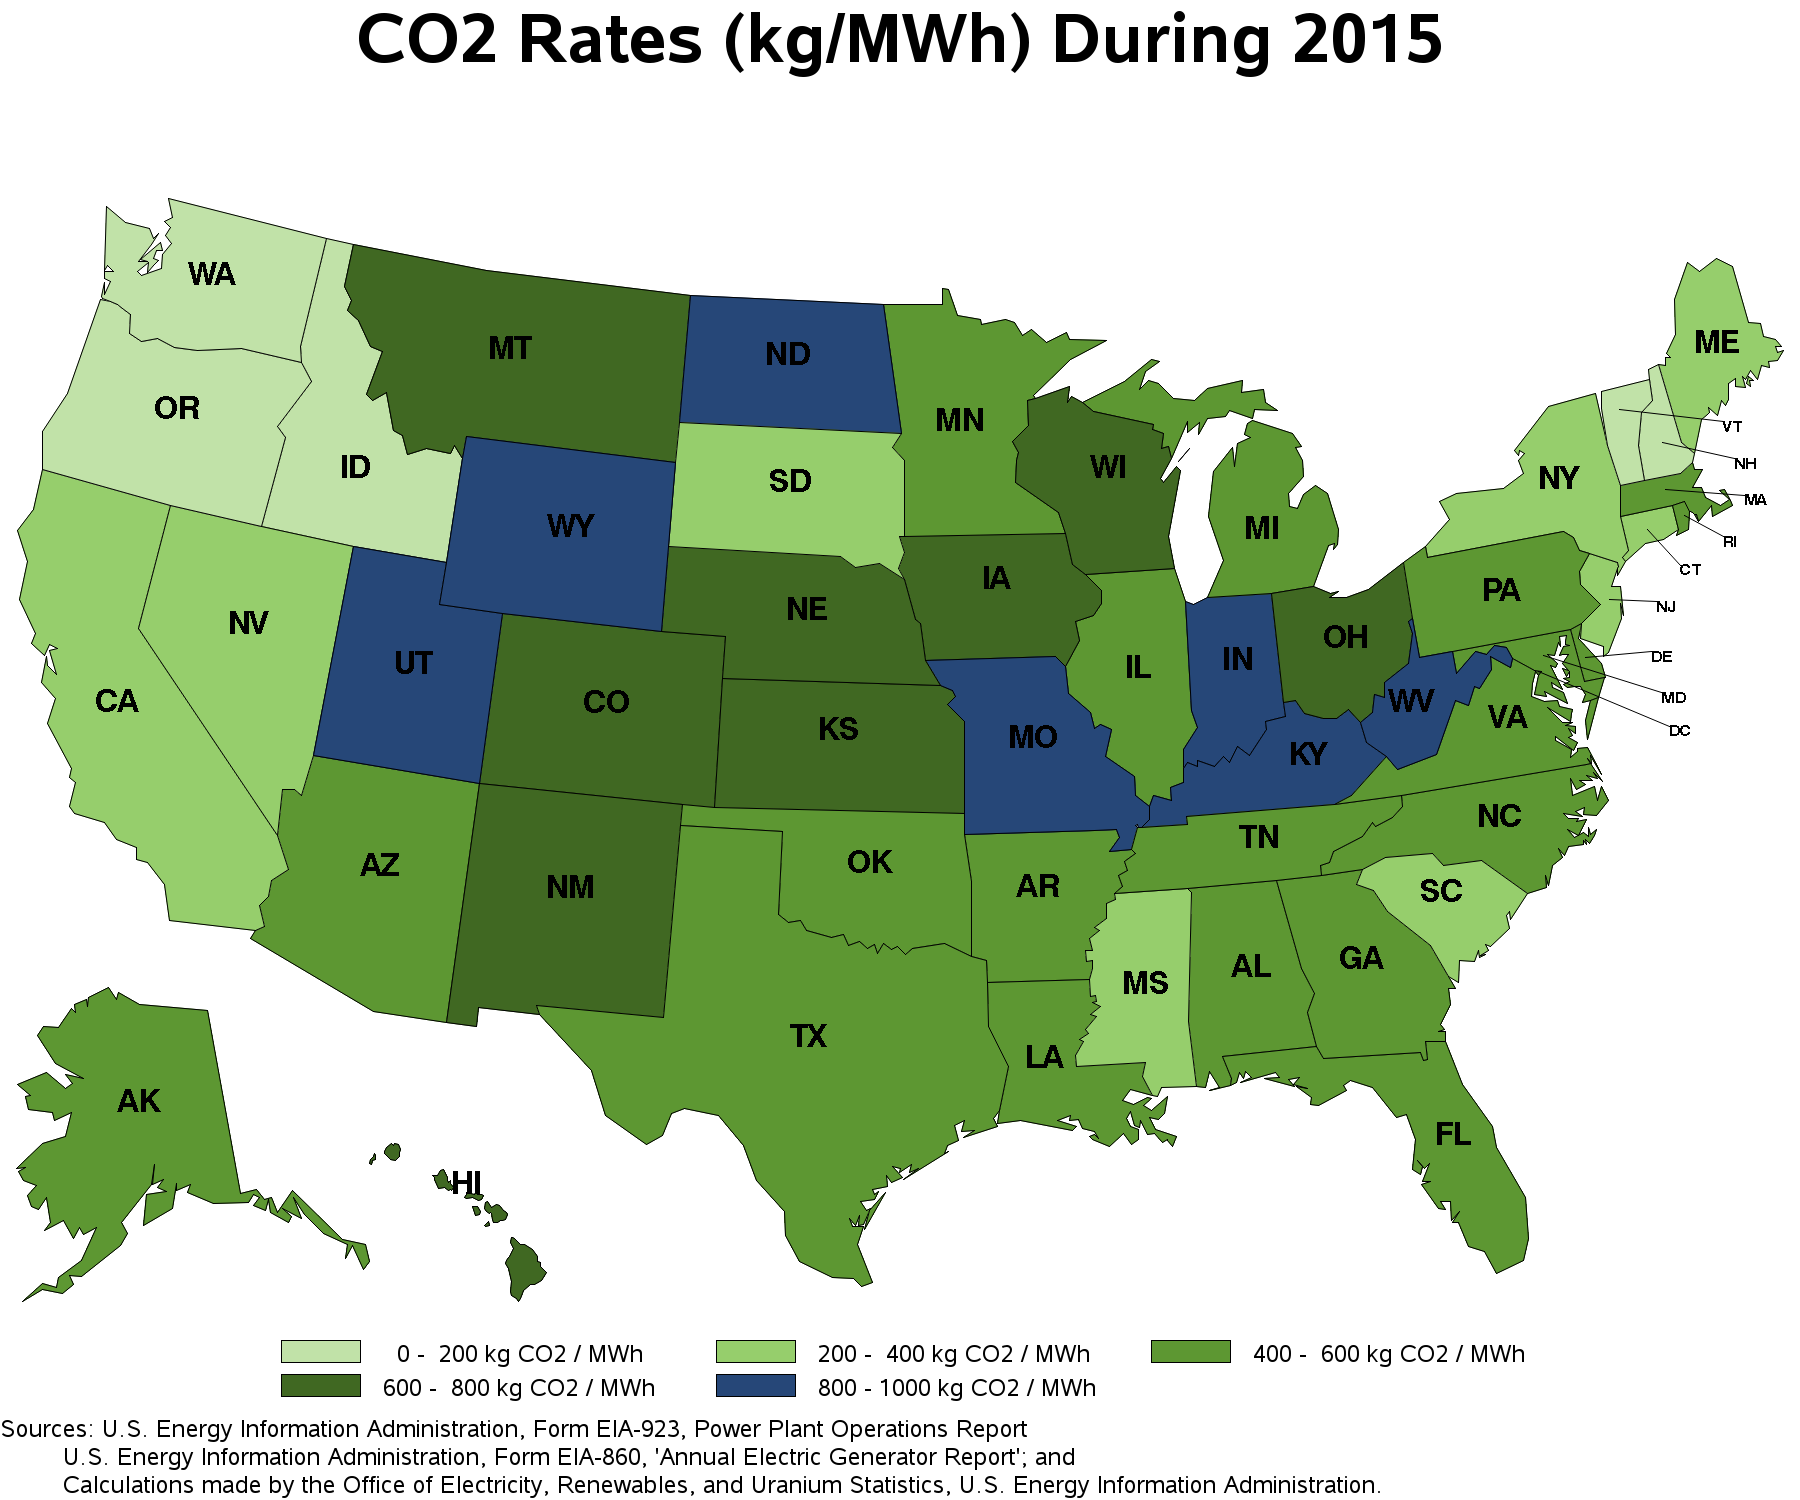 CO2 Rates (kg/MWh) During 2015
WA
MT
ND
ME
OR
MN
VT
ID
WI
NH
SD
NY
MA
WY
MI
RI
IA
CT
PA
NE
NJ
NV
OH
UT
IN
DE
IL
CA
CO
WV
MD
VA
KS
DC
MO
KY
NC
TN
AZ
OK
NM
AR
SC
GA
AL
MS
TX
LA
AK
FL
HI
0 - 200 kg CO2 / MWh
200 - 400 kg CO2 / MWh
400 - 600 kg CO2 / MWh
600 - 800 kg CO2 / MWh
800 - 1000 kg CO2 / MWh
Sources: U.S. Energy Information Administration, Form EIA-923, Power Plant Operations Report
U.S. Energy Information Administration, Form EIA-860, 'Annual Electric Generator Report'; and
Calculations made by the Office of Electricity, Renewables, and Uranium Statistics, U.S. Energy Information Administration.